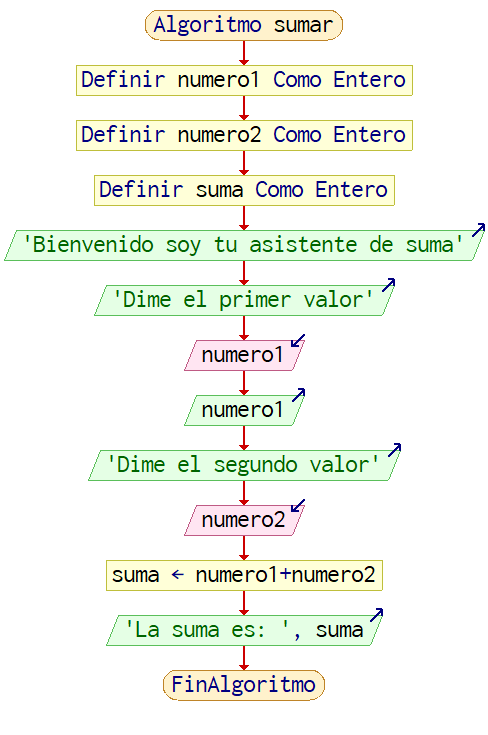 Algoritmo sumar
Definir numero1 Como Entero
Definir numero2 Como Entero
Definir suma Como Entero
'Bienvenido soy tu asistente de suma'
'Dime el primer valor'
numero1
numero1
'Dime el segundo valor'
numero2
suma ← numero1+numero2
'La suma es: ', suma
FinAlgoritmo